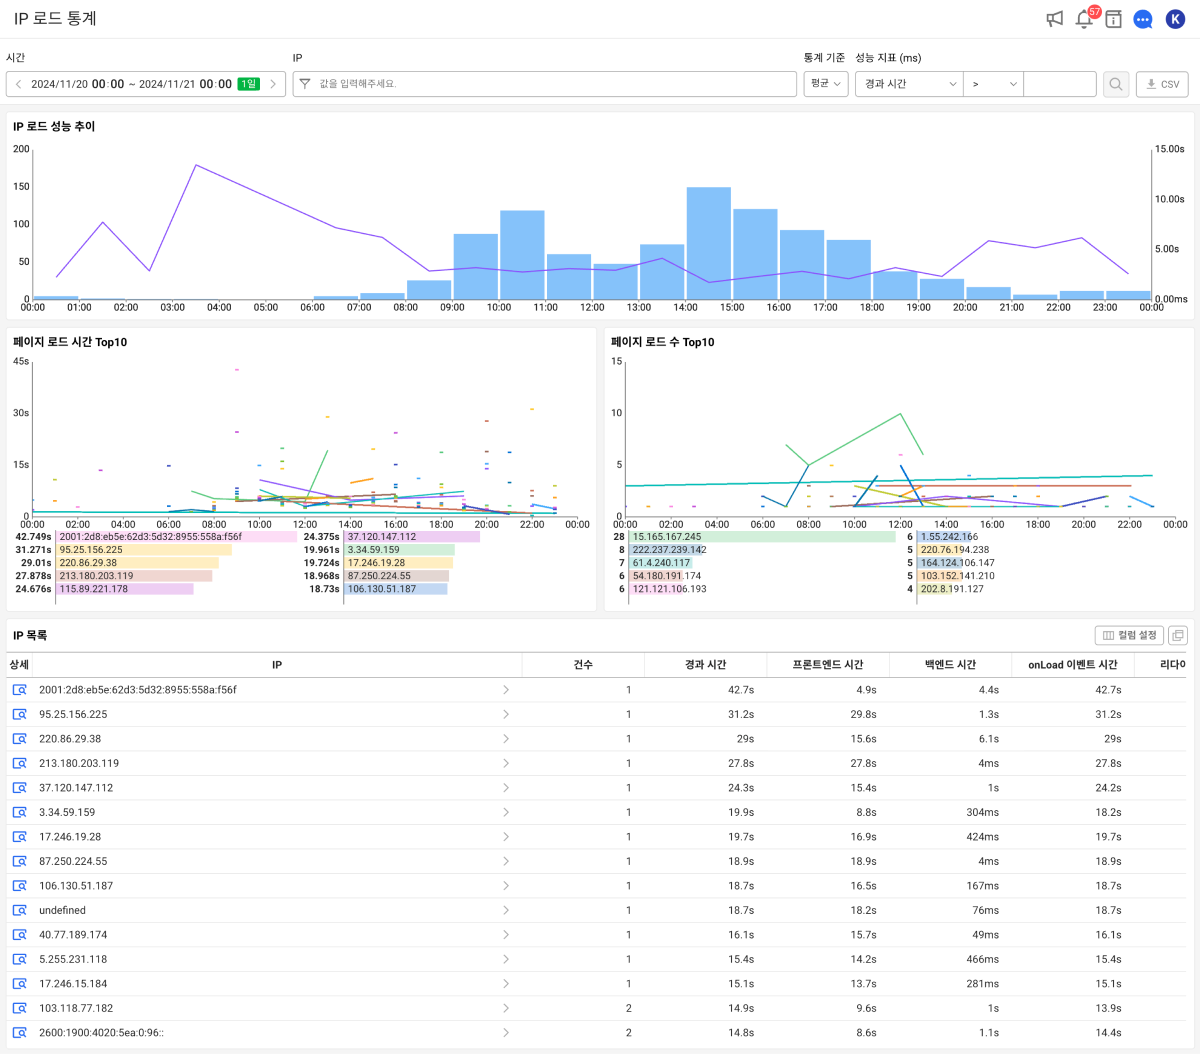 IP 로드 통계
57
K
시간
IP
통계 기준
성능 지표 (ms)
2024/11/20 00:00 ~ 2024/11/21 00:00 1일
값을 입력해주세요.
평균
경과 시간
>
CSV
IP 로드 성능 추이
200
150
100
50
0
15.00s
10.00s
5.00s
0.00ms
00:00 01:00 02:00 03:00 04:00 05:00 06:00 07:00 08:00 09:00 10:00 11:00 12:00 13:00 14:00 15:00 16:00 17:00 18:00 19:00 20:00 21:00 22:00 23:00 00:00
페이지 로드 시간 Top10
45s
30s
15s
0
00:00 02:00 04:00 06:00 08:00 10:00 12:00 14:00 16:00 18:00 20:00 22:00 00:00
42.749s 2001:2d8:eb5e:62d3:5d32:8955:558a:f56f
31.271s 95.25.156.225
29.01s 220.86.29.38
27.878s 213.180.203.119
24.676s 115.89.221.178
24.375s 37.120.147.112
19.961s 3.34.59.159
19.724s 17.246.19.28
18.968s 87.250.224.55
18.73s 106.130.51.187
페이지 로드 수 Top10
15
10
5
0
00:00 02:00 04:00 06:00 08:00 10:00 12:00 14:00 16:00 18:00 20:00 22:00 00:00
28 15.165.167.245
8 222.237.239.142
7 61.4.240.117
6 54.180.191.174
6 121.121.106.193
6 1.55.242.166
5 220.76.194.238
5 164.124.106.147
5 103.152.141.210
4 202.8.191.127
IP 목록
컬럼 설정
상세 IP 건수 경과 시간 프론트엔드 시간 백엔드 시간 onLoad 이벤트 시간 리다이
2001:2d8:eb5e:62d3:5d32:8955:558a:f56f 1 42.7s 4.9s 4.4s 42.7s
95.25.156.225 1 31.2s 29.8s 1.3s 31.2s
220.86.29.38 1 29s 15.6s 6.1s 29s
213.180.203.119 1 27.8s 27.8s 4ms 27.8s
37.120.147.112 1 24.3s 15.4s 1s 24.2s
3.34.59.159 1 19.9s 8.8s 304ms 18.2s
17.246.19.28 1 19.7s 16.9s 424ms 19.7s
87.250.224.55 1 18.9s 18.9s 4ms 18.9s
106.130.51.187 1 18.7s 16.5s 167ms 18.7s
undefined 1 18.7s 18.2s 76ms 18.7s
40.77.189.174 1 16.1s 15.7s 49ms 16.1s
5.255.231.118 1 15.4s 14.2s 466ms 15.4s
17.246.15.184 1 15.1s 13.7s 281ms 15.1s
103.118.77.182 2 14.9s 9.6s 1s 13.9s
2600:1900:4020:5ea:0:96:: 2 14.8s 8.6s 1.1s 14.4s